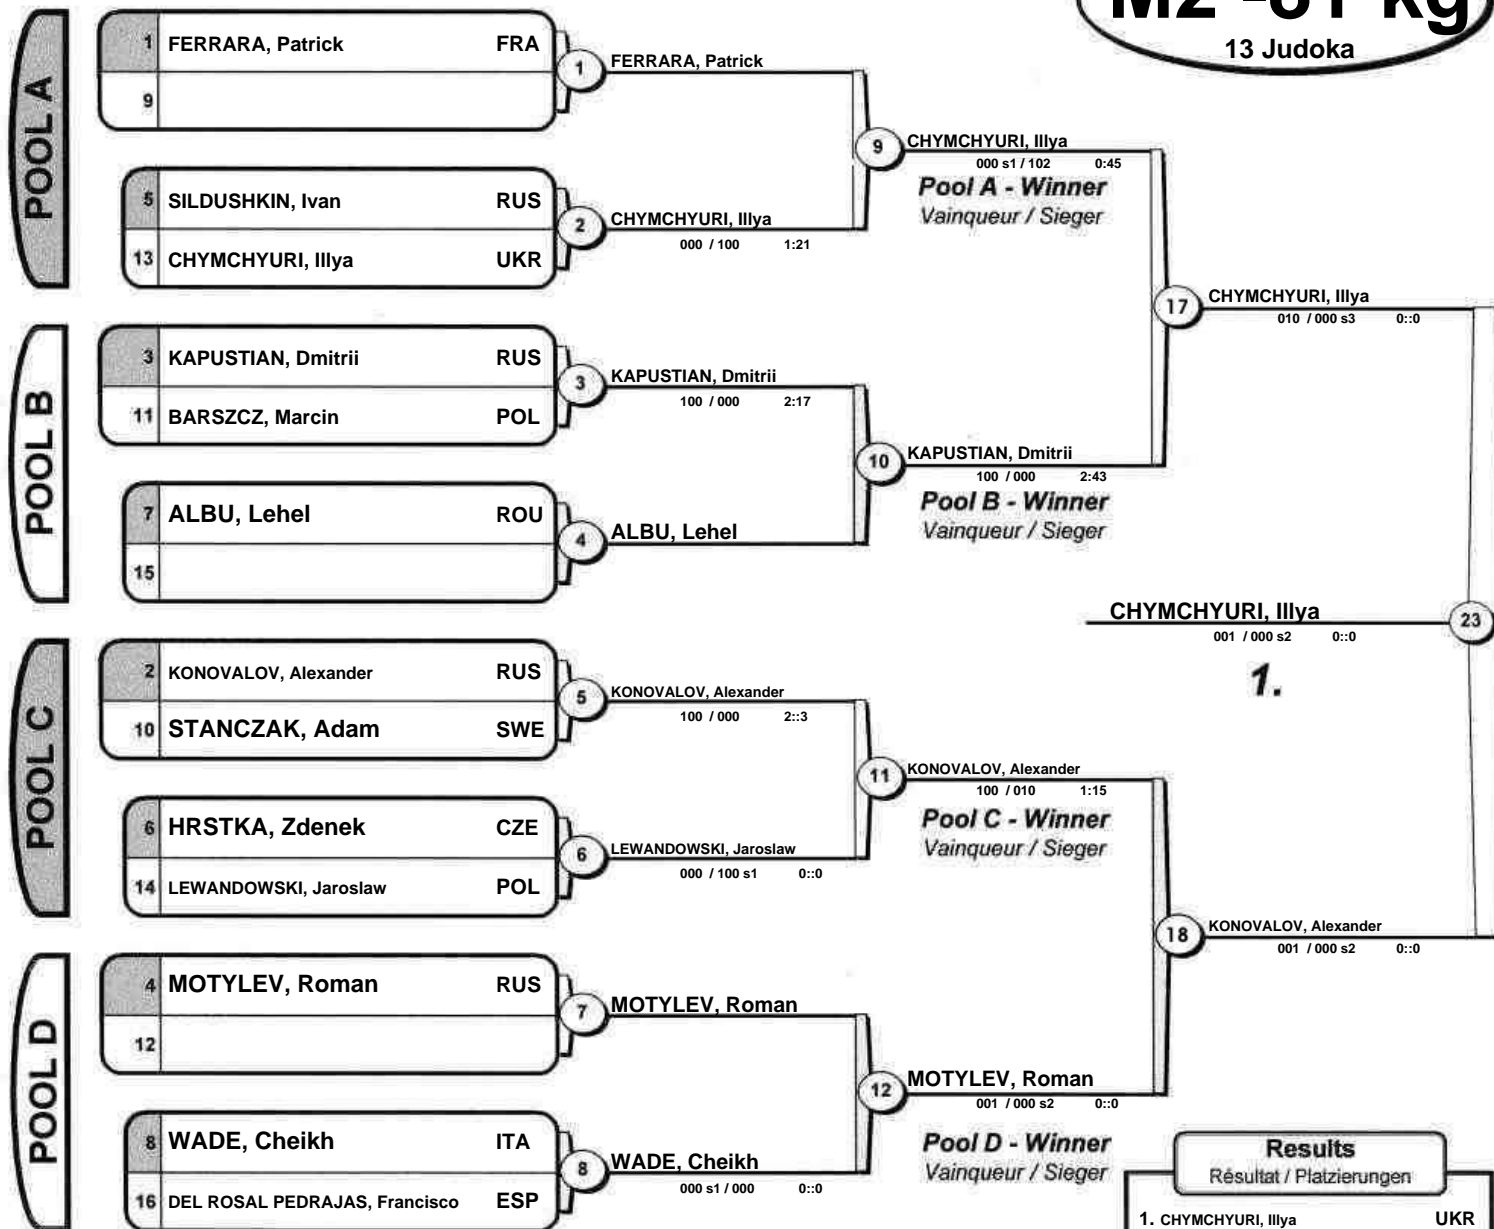 M2 -81 kg
13 Judoka
POOL A
1 FERRARA, Patrick FRA
9
1 FERRARA, Patrick
5 SILDUSHKIN, Ivan RUS
13 CHYMCHYURI, Illya UKR
2 CHYMCHYURI, Illya
000 / 100 1:21
9 CHYMCHYURI, Illya
000 s1 / 102 0:45
Pool A - Winner
Vainqueur / Sieger
POOL B
3 KAPUSTIAN, Dmitrii RUS
11 BARSZCZ, Marcin POL
3 KAPUSTIAN, Dmitrii
100 / 000 2:17
7 ALBU, Lehel ROU
15
4 ALBU, Lehel
10 KAPUSTIAN, Dmitrii
100 / 000 2:43
Pool B - Winner
Vainqueur / Sieger
17 CHYMCHYURI, Illya
010 / 000 s3 0::0
CHYMCHYURI, Illya 23
001 / 000 s2 0::0
1.
POOL C
2 KONOVALOV, Alexander RUS
10 STANCZAK, Adam SWE
5 KONOVALOV, Alexander
100 / 000 2::3
6 HRSTKA, Zdenek CZE
14 LEWANDOWSKI, Jaroslaw POL
6 LEWANDOWSKI, Jaroslaw
000 / 100 s1 0::0
11 KONOVALOV, Alexander
100 / 010 1:15
Pool C - Winner
Vainqueur / Sieger
18 KONOVALOV, Alexander
001 / 000 s2 0::0
POOL D
4 MOTYLEV, Roman RUS
12
7 MOTYLEV, Roman
8 WADE, Cheikh ITA
16 DEL ROSAL PEDRAJAS, Francisco ESP
8 WADE, Cheikh
000 s1 / 000 0::0
12 MOTYLEV, Roman
001 / 000 s2 0::0
Pool D - Winner
Vainqueur / Sieger
Results
Résultat / Platzierungen
1. CHYMCHYURI, Illya UKR